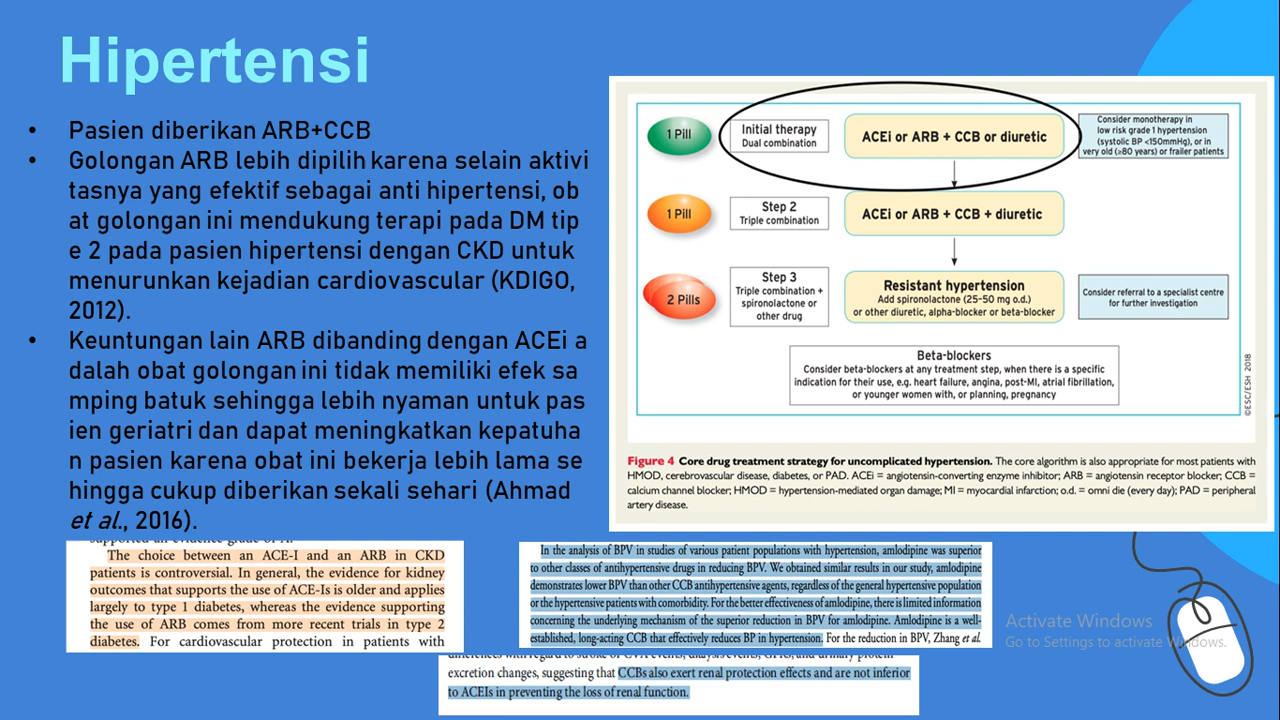 Hipertensi
• Pasien diberikan ARB+CCB
• Golongan ARB lebih dipilih karena selain aktivi
tasnya yang efektif sebagai anti hipertensi, ob
at golongan ini mendukung terapi pada DM tip
e 2 pada pasien hipertensi dengan CKD untuk
menurunkan kejadian cardiovascular (KDIGO,
2012).
• Keuntungan lain ARB dibanding dengan ACEi a
dalah obat golongan ini tidak memiliki efek sa
mping batuk sehingga lebih nyaman untuk pas
ien geriatri dan dapat meningkatkan kepatuha
n pasien karena obat ini bekerja lebih lama se
hingga cukup diberikan sekali sehari (Ahmad
et al., 2016).
1 Pill
Initial therapy
Dual combination
ACEi or ARB + CCB or diuretic
Consider monotherapy in
low risk grade 1 hypertension
(systolic BP <150mmHg), or in
very old (≥80 years) or frailer patients
1 Pill
Step 2
Triple combination
ACEi or ARB + CCB + diuretic
2 Pills
Step 3
Triple combination +
spironolactone or
other drug
Resistant hypertension
Add spironolactone (25–50 mg o.d.)
or other diuretic, alpha-blocker or beta-blocker
Consider referral to a specialist centre
for further investigation
Beta-blockers
Consider beta-blockers at any treatment step, when there is a specific
indication for their use, e.g. heart failure, angina, post-MI, atrial fibrillation,
or younger women with, or planning, pregnancy
©ESC/ESH 2018
Figure 4 Core drug treatment strategy for uncomplicated hypertension. The core algorithm is also appropriate for most patients with
HMOD, cerebrovascular disease, diabetes, or PAD. ACEi = angiotensin-converting enzyme inhibitor; ARB = angiotensin receptor blocker; CCB =
calcium channel blocker; HMOD = hypertension-mediated organ damage; MI = myocardial infarction; o.d. = omni die (every day); PAD = peripheral
artery disease.
The choice between an ACE-I and an ARB in CKD
patients is controversial. In general, the evidence for kidney
outcomes that supports the use of ACE-Is is older and applies
largely to type 1 diabetes, whereas the evidence supporting
the use of ARB comes from more recent trials in type 2
diabetes. For cardiovascular protection in patients with
In the analysis of BPV in studies of various patient populations with hypertension, amlodipine was superior
to other classes of antihypertensive drugs in reducing BPV. We obtained similar results in our study, amlodipine
demonstrates lower BPV than other CCB antihypertensive agents, regardless of the general hypertensive population
or the hypertensive patients with comorbidity. For the better effectiveness of amlodipine, there is limited information
concerning the underlying mechanism of the superior reduction in BPV for amlodipine. Amlodipine is a well-
established, long-acting CCB that effectively reduces BP in hypertension. For the reduction in BPV, Zhang et al.
excretion changes, suggesting that CCBs also exert renal protection effects and are not inferior
to ACEIs in preventing the loss of renal function.
Activate Windows
Go to Settings to activate Windows.